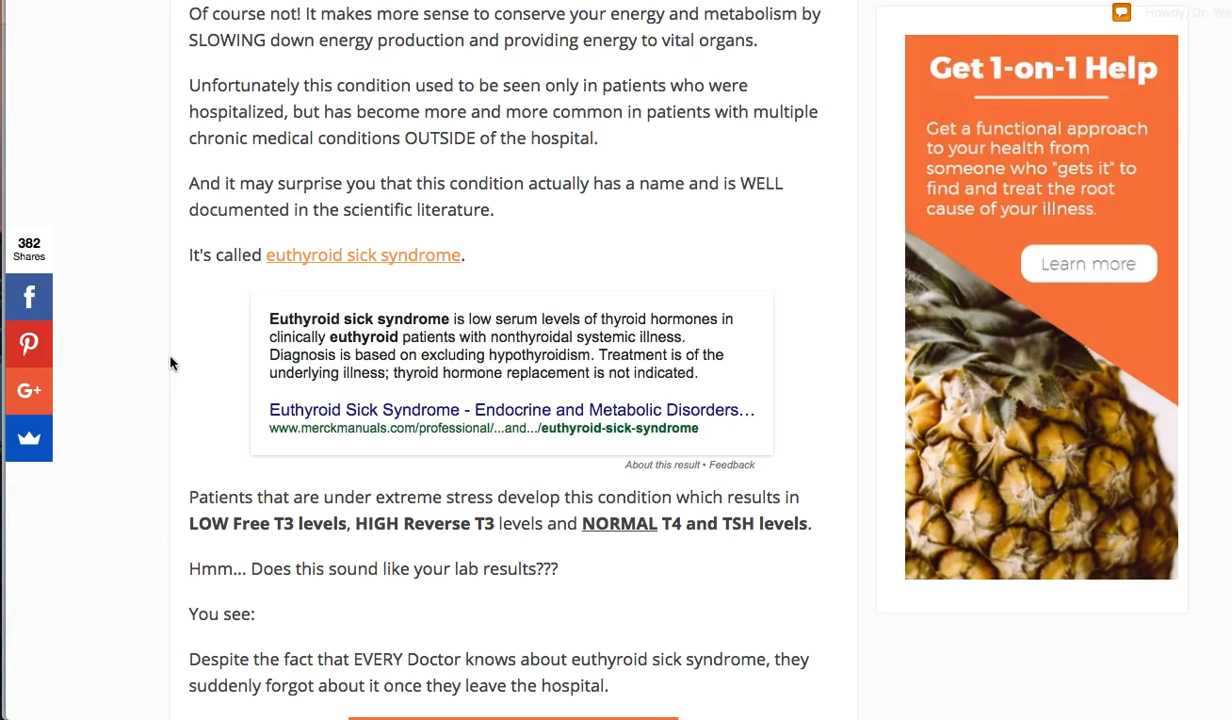 Of course not! It makes more sense to conserve your energy and metabolism by
SLOWING down energy production and providing energy to vital organs.
Unfortunately this condition used to be seen only in patients who were
hospitalized, but has become more and more common in patients with multiple
chronic medical conditions OUTSIDE of the hospital.
And it may surprise you that this condition actually has a name and is WELL
documented in the scientific literature.
It's called euthyroid sick syndrome.
Euthyroid sick syndrome is low serum levels of thyroid hormones in
clinically euthyroid patients with nonthyroidal systemic illness.
Diagnosis is based on excluding hypothyroidism. Treatment is of the
underlying illness; thyroid hormone replacement is not indicated.
Euthyroid Sick Syndrome - Endocrine and Metabolic Disorders...
www.merckmanuals.com/professional/...and.../euthyroid-sick-syndrome
About this result • Feedback
Patients that are under extreme stress develop this condition which results in
LOW Free T3 levels, HIGH Reverse T3 levels and NORMAL T4 and TSH levels.
Hmm... Does this sound like your lab results???
You see:
Despite the fact that EVERY Doctor knows about euthyroid sick syndrome, they
suddenly forgot about it once they leave the hospital.
382
Shares
f
G+
Howdy, Dr.
Get 1-on-1 Help
Get a functional approach
to your health from
someone who "gets it" to
find and treat the root
cause of your illness.
Learn more